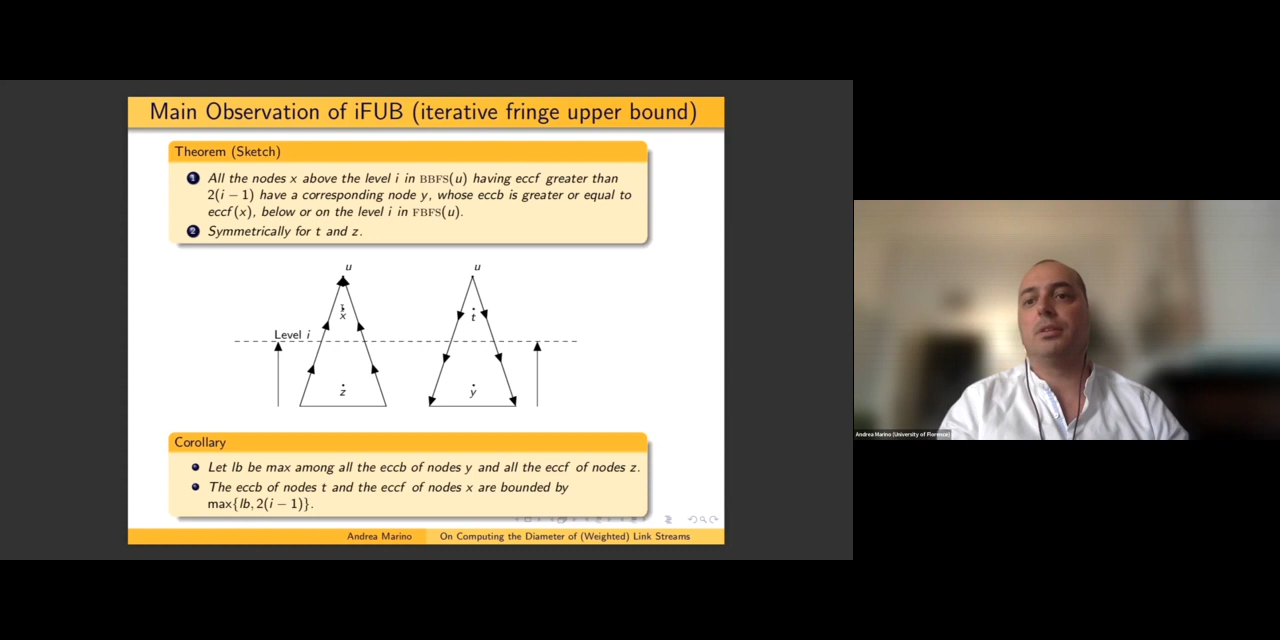 Main Observation of iFUB (iterative fringe upper bound)
Theorem (Sketch)
1 All the nodes x above the level i in BBFS(u) having eccf greater than
2(i − 1) have a corresponding node y, whose eccb is greater or equal to
eccf(x), below or on the level i in FBFS(u).
2 Symmetrically for t and z.
u
u
x
t
Level i
z
y
Corollary
Let lb be max among all the eccb of nodes y and all the eccf of nodes z.
The eccb of nodes t and the eccf of nodes x are bounded by
max{lb, 2(i − 1)}.
Andrea Marino
On Computing the Diameter of (Weighted) Link Streams
Andrea Marino (University of Florence)